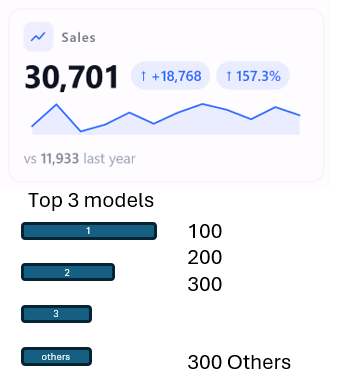 Sales
30,701 ↑ +18,768 ↑ 157.3%
vs 11,933 last year
Top 3 models
1 100
200
2
300
3
others 300 Others